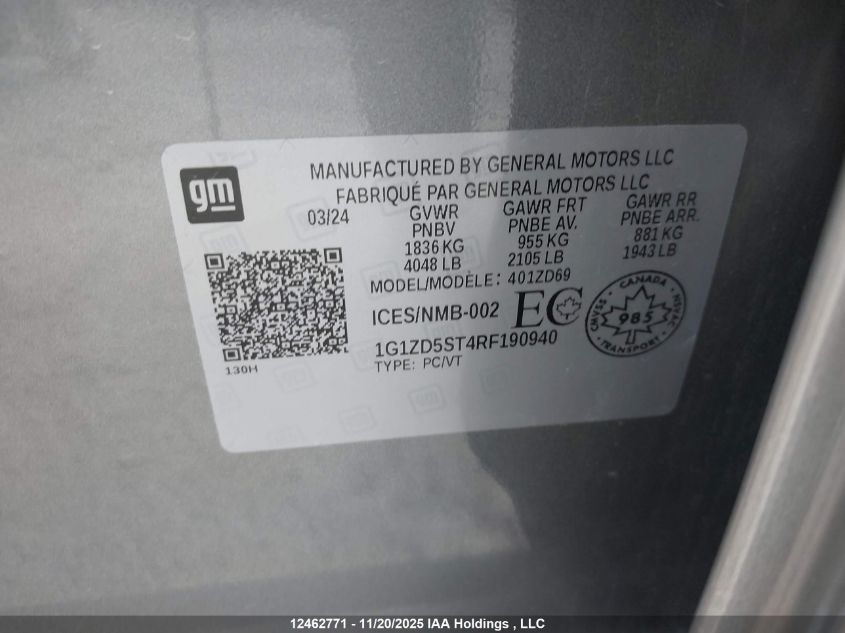 gm
MANUFACTURED BY GENERAL MOTORS LLC
FABRIQUÉ PAR GENERAL MOTORS LLC
03/24 GVWR GAWR FRT GAWR RR
PNBV PNBE AV. PNBE ARR.
1836 KG 955 KG 881 KG
4048 LB 2105 LB 1943 LB
MODEL/MODÈLE: 401ZD69
ICES/NMB-002 EC
CANADA
CMVSS 985 NSVAC
TRANSPORT
1G1ZD5ST4RF190940
TYPE: PC/VT
130H
12462771 - 11/20/2025 IAA Holdings , LLC